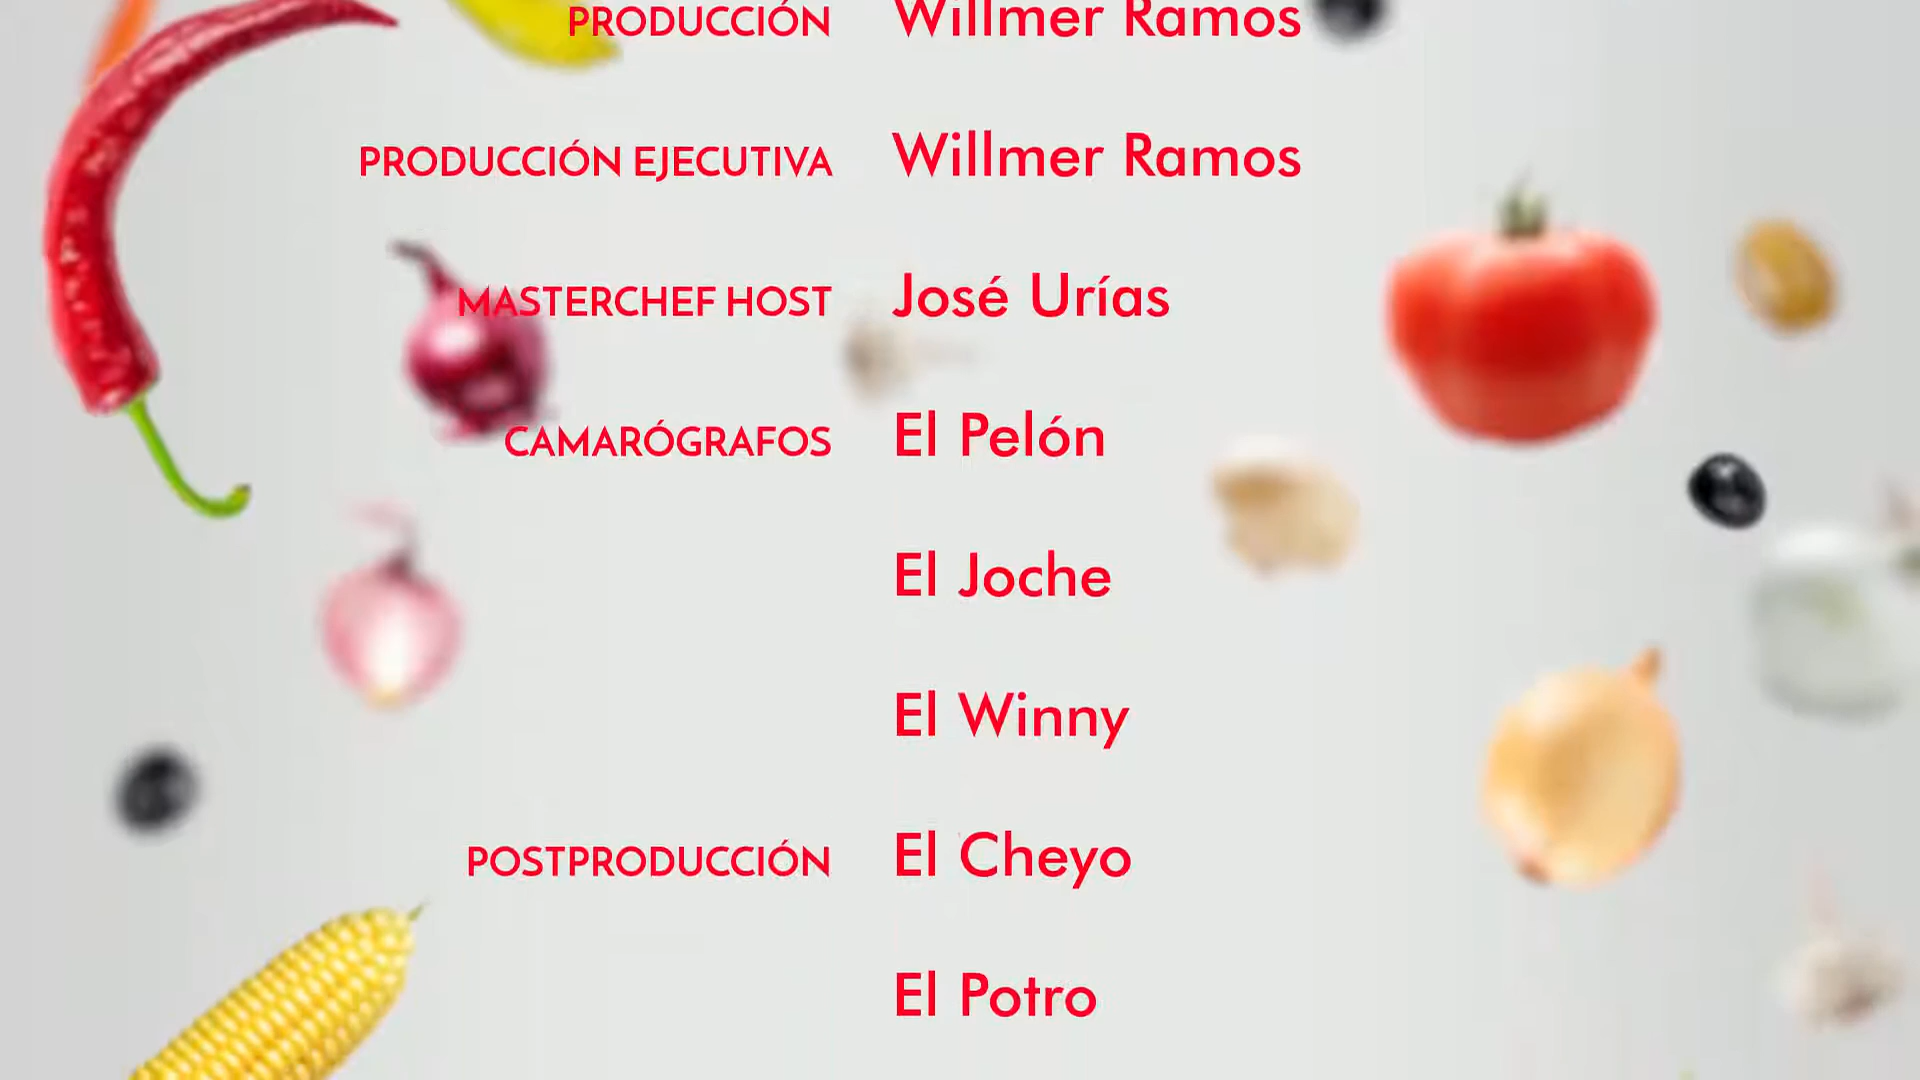 PRODUCCIÓN Willmer Ramos
PRODUCCIÓN EJECUTIVA Willmer Ramos
MASTERCHEF HOST José Urías
CAMARÓGRAFOS El Pelón
El Joche
El Winny
POSTPRODUCCIÓN El Cheyo
El Potro